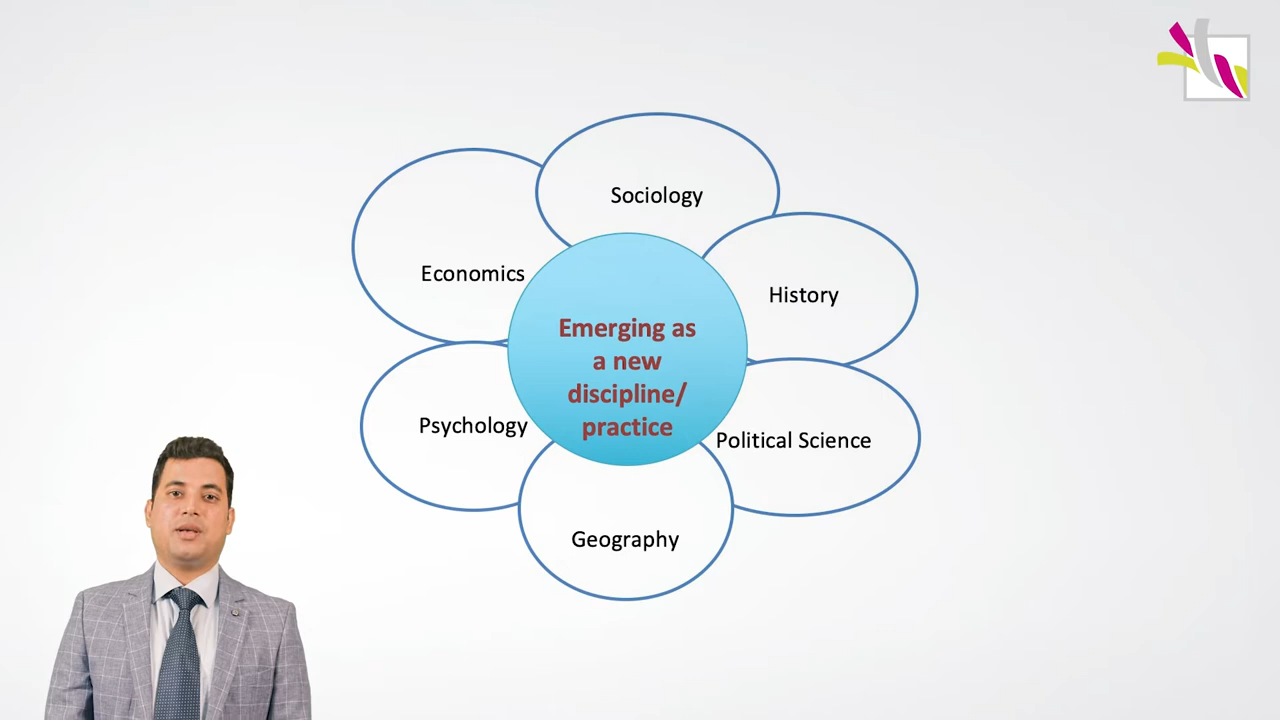 Sociology
Economics
History
Emerging as
a new
discipline/
practice
Psychology
Political Science
Geography